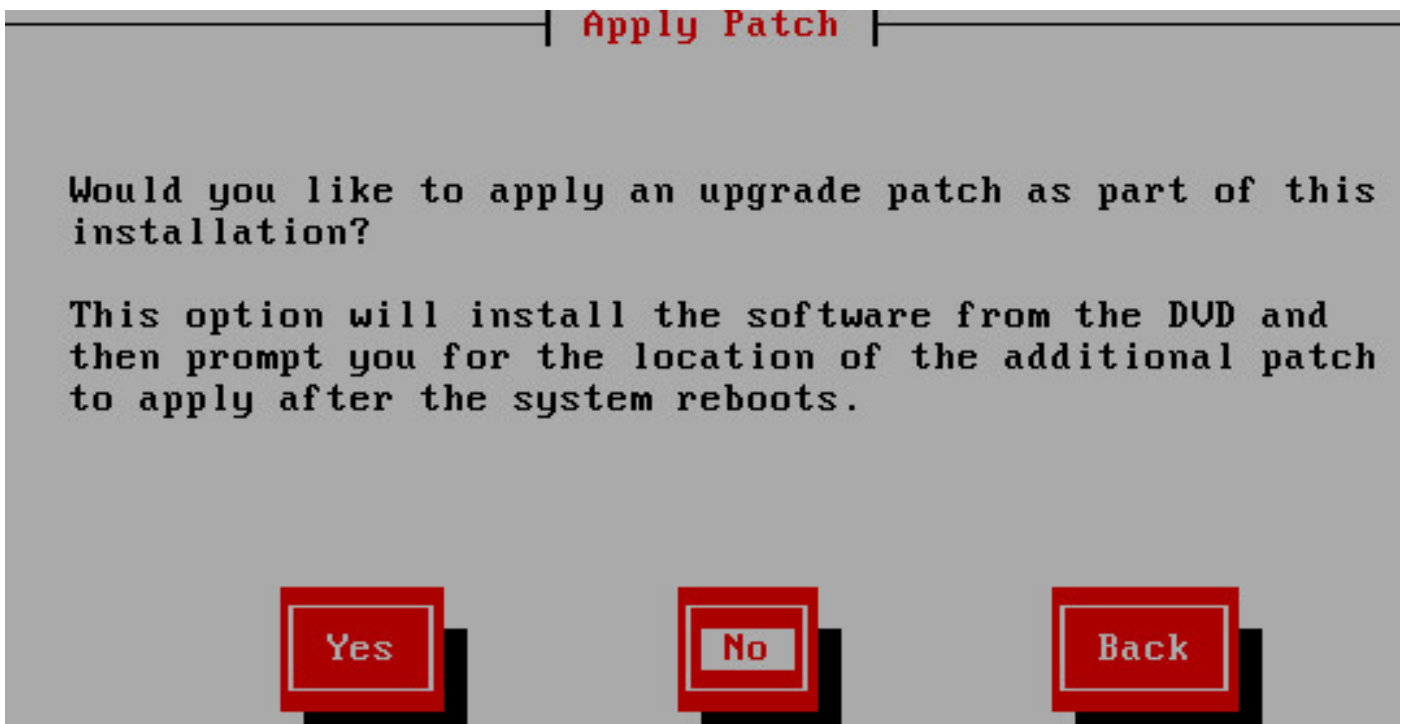 Apply Patch
Would you like to apply an upgrade patch as part of this
installation?
This option will install the software from the DVD and
then prompt you for the location of the additional patch
to apply after the system reboots.
Yes No Back